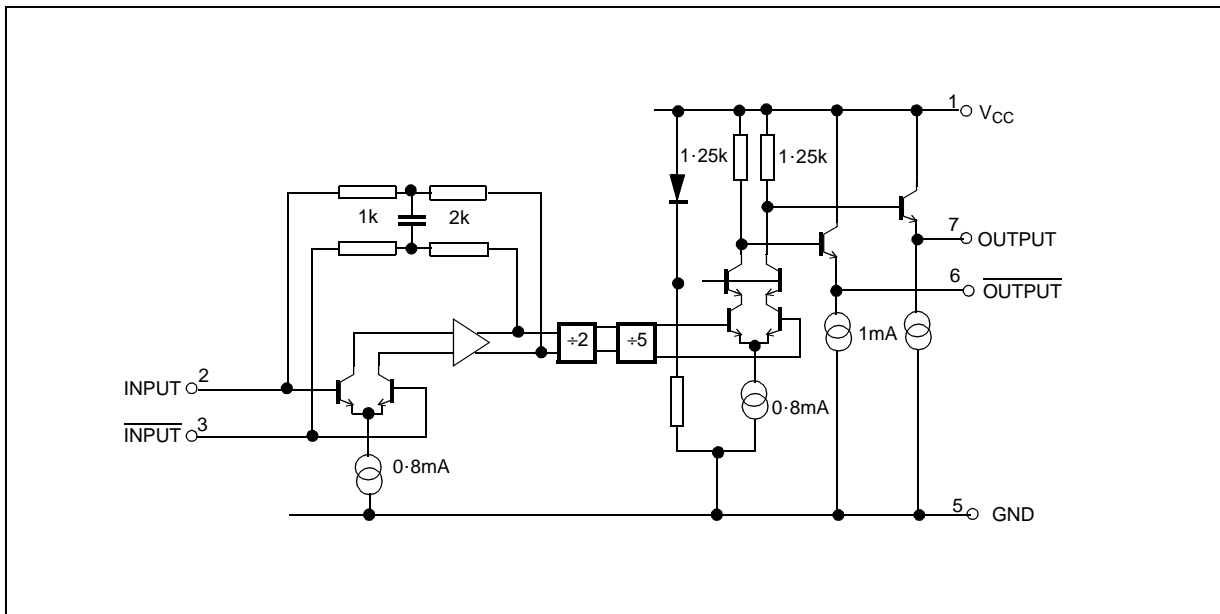 1
VCC
1·25k
1·25k
1k
2k
7
OUTPUT
6
OUTPUT
÷2
÷5
1mA
INPUT
2
0·8mA
INPUT
3
0·8mA
5
GND